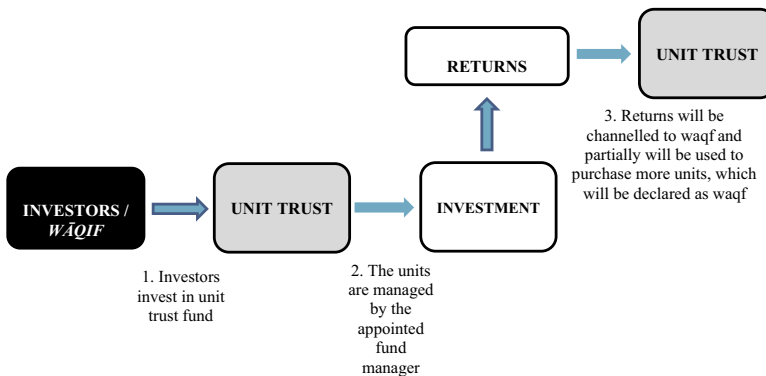 RETURNS
UNIT TRUST
3. Returns will be
channelled to waqf and
partially will be used to
purchase more units, which
will be declared as waqf
INVESTORS /
WĀQIF
UNIT TRUST
INVESTMENT
1. Investors
invest in unit
trust fund
2. The units
are managed
by the
appointed
fund
manager